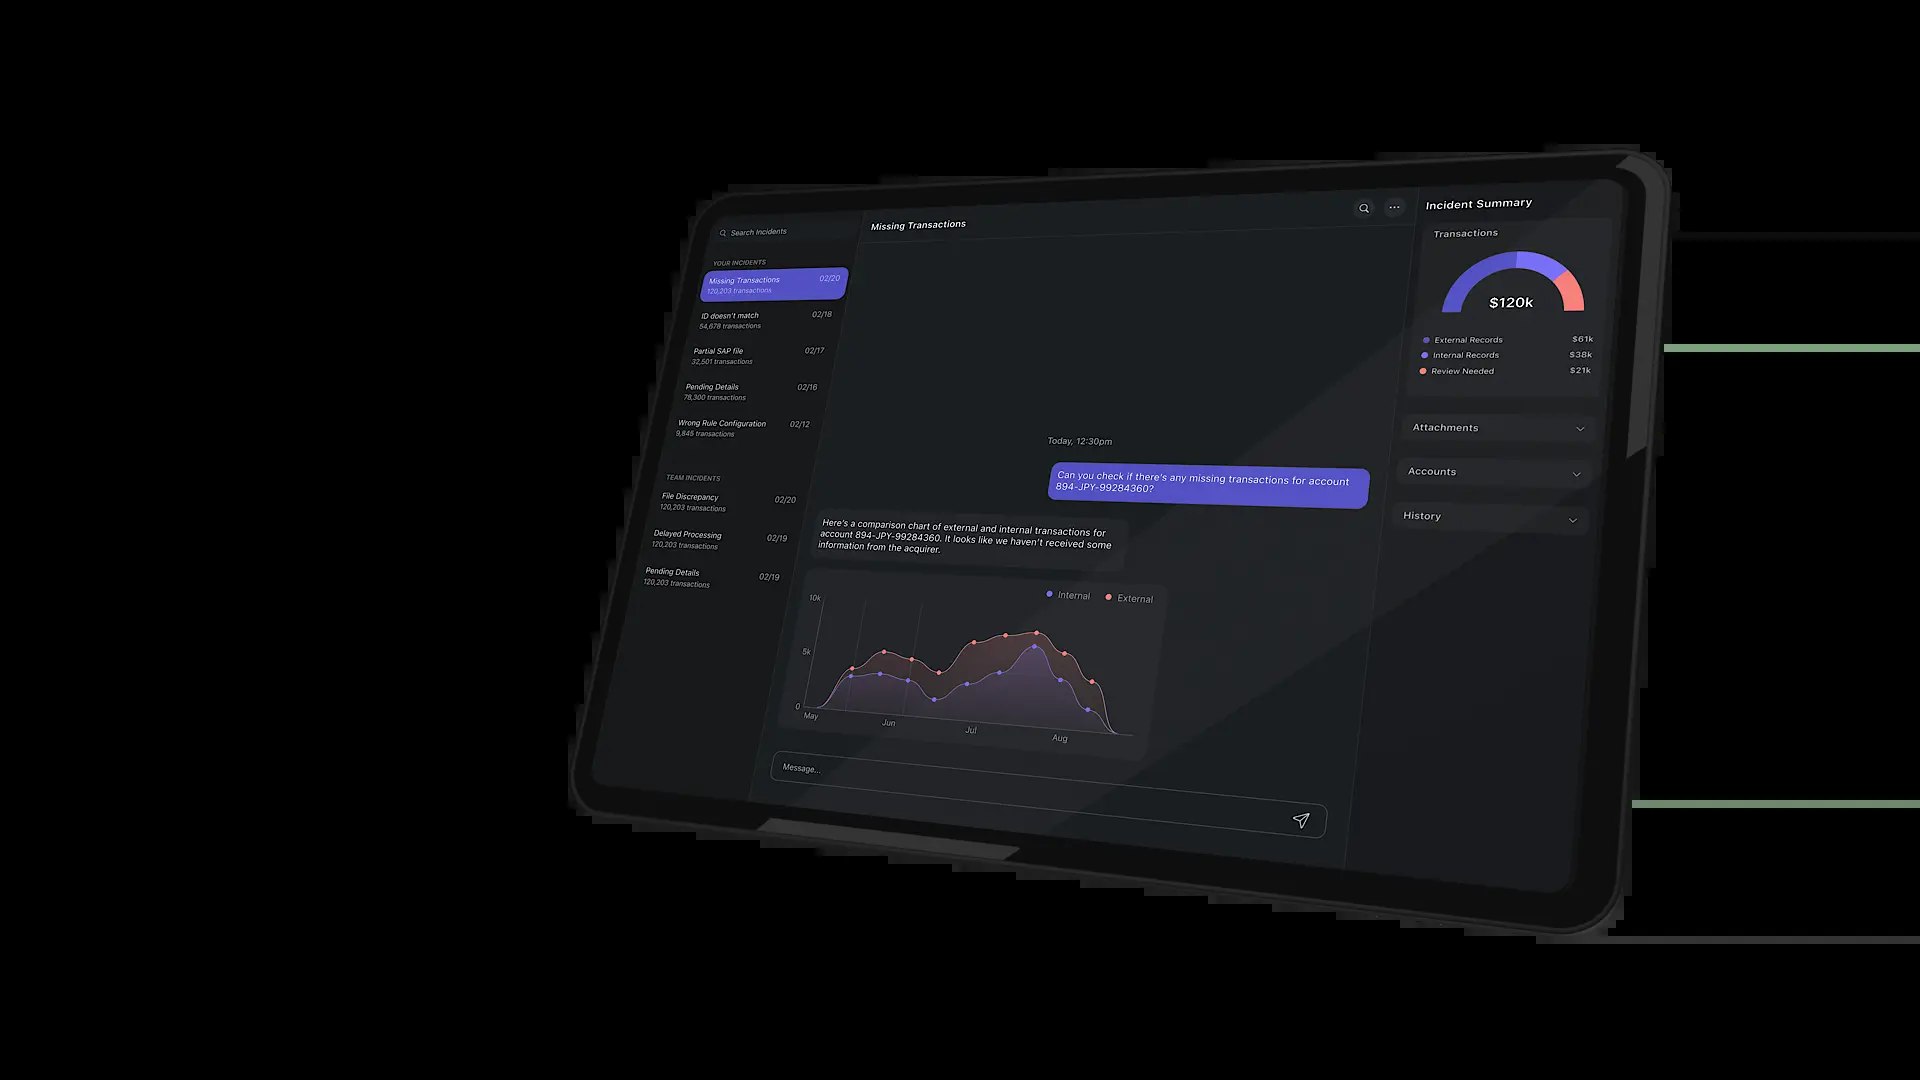 Search Incidents
YOUR INCIDENTS
Missing Transactions 02/20
120,203 transactions
ID doesn't match 02/18
54,678 transactions
Partial SAP file 02/17
32,501 transactions
Pending Details 02/16
78,300 transactions
Wrong Rule Configuration 02/12
9,845 transactions
TEAM INCIDENTS
File Discrepancy 02/20
120,203 transactions
Delayed Processing 02/19
120,203 transactions
Pending Details 02/19
120,203 transactions
Missing Transactions
Today, 12:30pm
Can you check if there's any missing transactions for account
894-JPY-99284360?
Here's a comparison chart of external and internal transactions for
account 894-JPY-99284360. It looks like we haven't received some
information from the acquirer.
Internal External
10k
5k
0
May Jun Jul Aug
Message...
Incident Summary
Transactions
$120k
External Records $61k
Internal Records $38k
Review Needed $21k
Attachments
Accounts
History